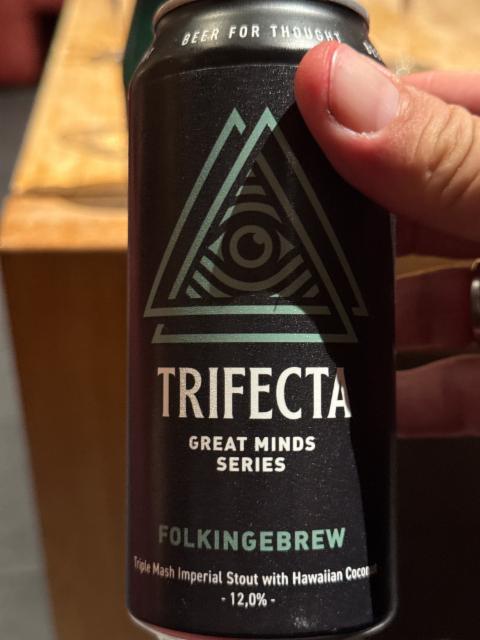 BEER FOR THOUGHT
TRIFECTA
GREAT MINDS
SERIES
FOLKINGEBREW
Triple Mash Imperial Stout with Hawaiian
- 12,0% -